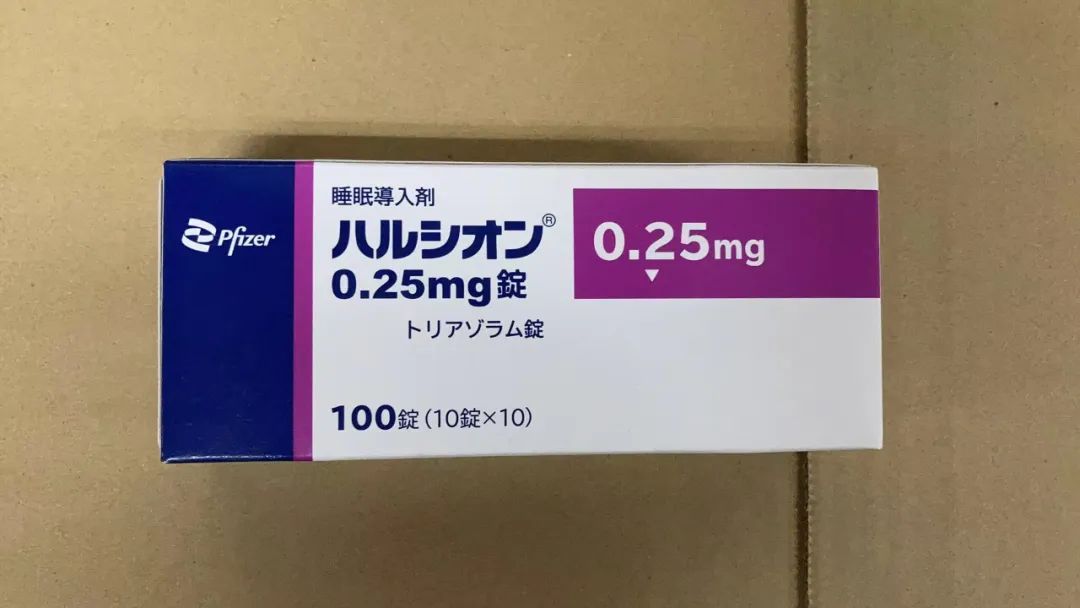 Pfizer
睡眠導入剤
ハルシオン®
0.25mg錠
トリアゾラム錠
100錠(10錠×10)
0.25mg